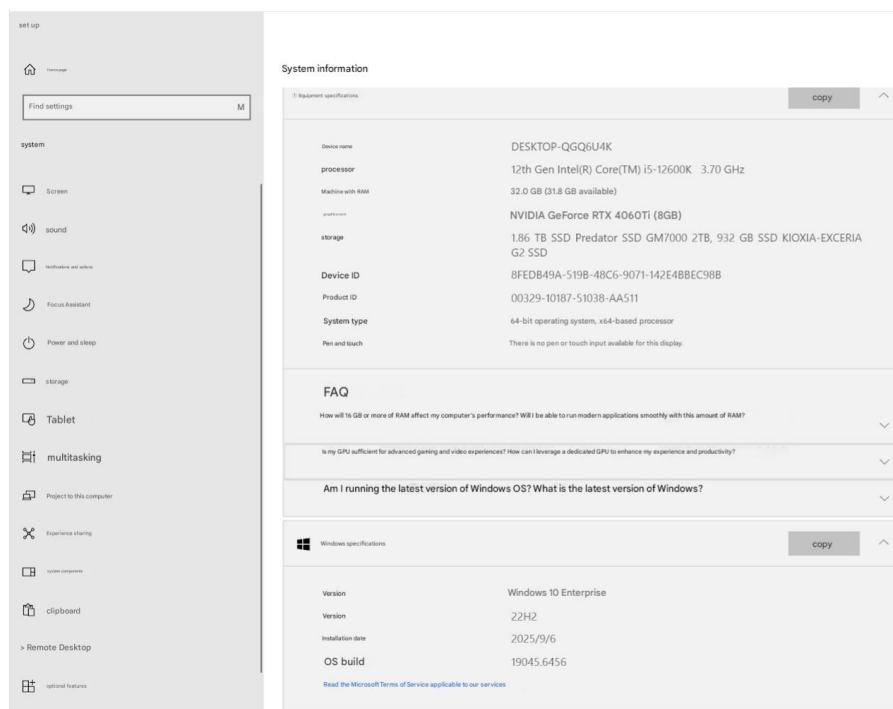 set up
Home page
Find settings
M
system
Screen
sound
Notifications and actions
Focus Assistant
Power and sleep
storage
Tablet
multitasking
Project to this computer
Experience sharing
system components
clipboard
> Remote Desktop
optional features
System information
Equipment specifications
copy
Device name DESKTOP-QGQ6U4K
processor 12th Gen Intel(R) Core(TM) i5-12600K 3.70 GHz
Machine with RAM 32.0 GB (31.8 GB available)
NVIDIA GeForce RTX 4060Ti (8GB)
storage 1.86 TB SSD Predator SSD GM7000 2TB, 932 GB SSD KIOXIA-EXCERIA
G2 SSD
Device ID 8FEDB49A-519B-48C6-9071-142E4BBEC98B
Product ID 00329-10187-51038-AA511
System type 64-bit operating system, x64-based processor
Pen and touch There is no pen or touch input available for this display.
FAQ
How will 16 GB or more of RAM affect my computer's performance? Will I be able to run modern applications smoothly with this amount of RAM?
Is my GPU sufficient for advanced gaming and video experiences? How can I leverage a dedicated GPU to enhance my experience and productivity?
Am I running the latest version of Windows OS? What is the latest version of Windows?
Windows specifications
copy
Version Windows 10 Enterprise
Version 22H2
Installation date 2025/9/6
OS build 19045.6456
Read the Microsoft Terms of Service applicable to our services